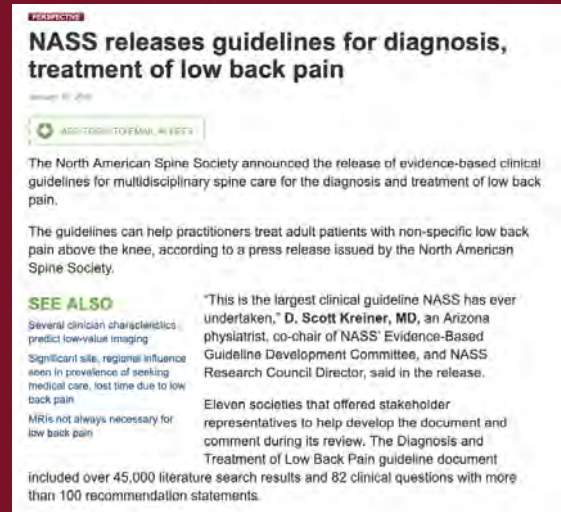 PERSPECTIVE
NASS releases guidelines for diagnosis,
treatment of low back pain
ADD TOPIC TO EMAIL ALERTS
The North American Spine Society announced the release of evidence-based clinical
guidelines for multidisciplinary spine care for the diagnosis and treatment of low back
pain.
The guidelines can help practitioners treat adult patients with non-specific low back
pain above the knee, according to a press release issued by the North American
Spine Society.
SEE ALSO
Several clinician characteristics
predict low-value imaging
Significant site, regional influence
seen in prevalence of seeking
medical care, lost time due to low
back pain
MRIs not always necessary for
low back pain
"This is the largest clinical guideline NASS has ever
undertaken," D. Scott Kreiner, MD, an Arizona
physiatrist, co-chair of NASS' Evidence-Based
Guideline Development Committee, and NASS
Research Council Director, said in the release.
Eleven societies that offered stakeholder
representatives to help develop the document and
comment during its review. The Diagnosis and
Treatment of Low Back Pain guideline document
included over 45,000 literature search results and 82 clinical questions with more
than 100 recommendation statements.